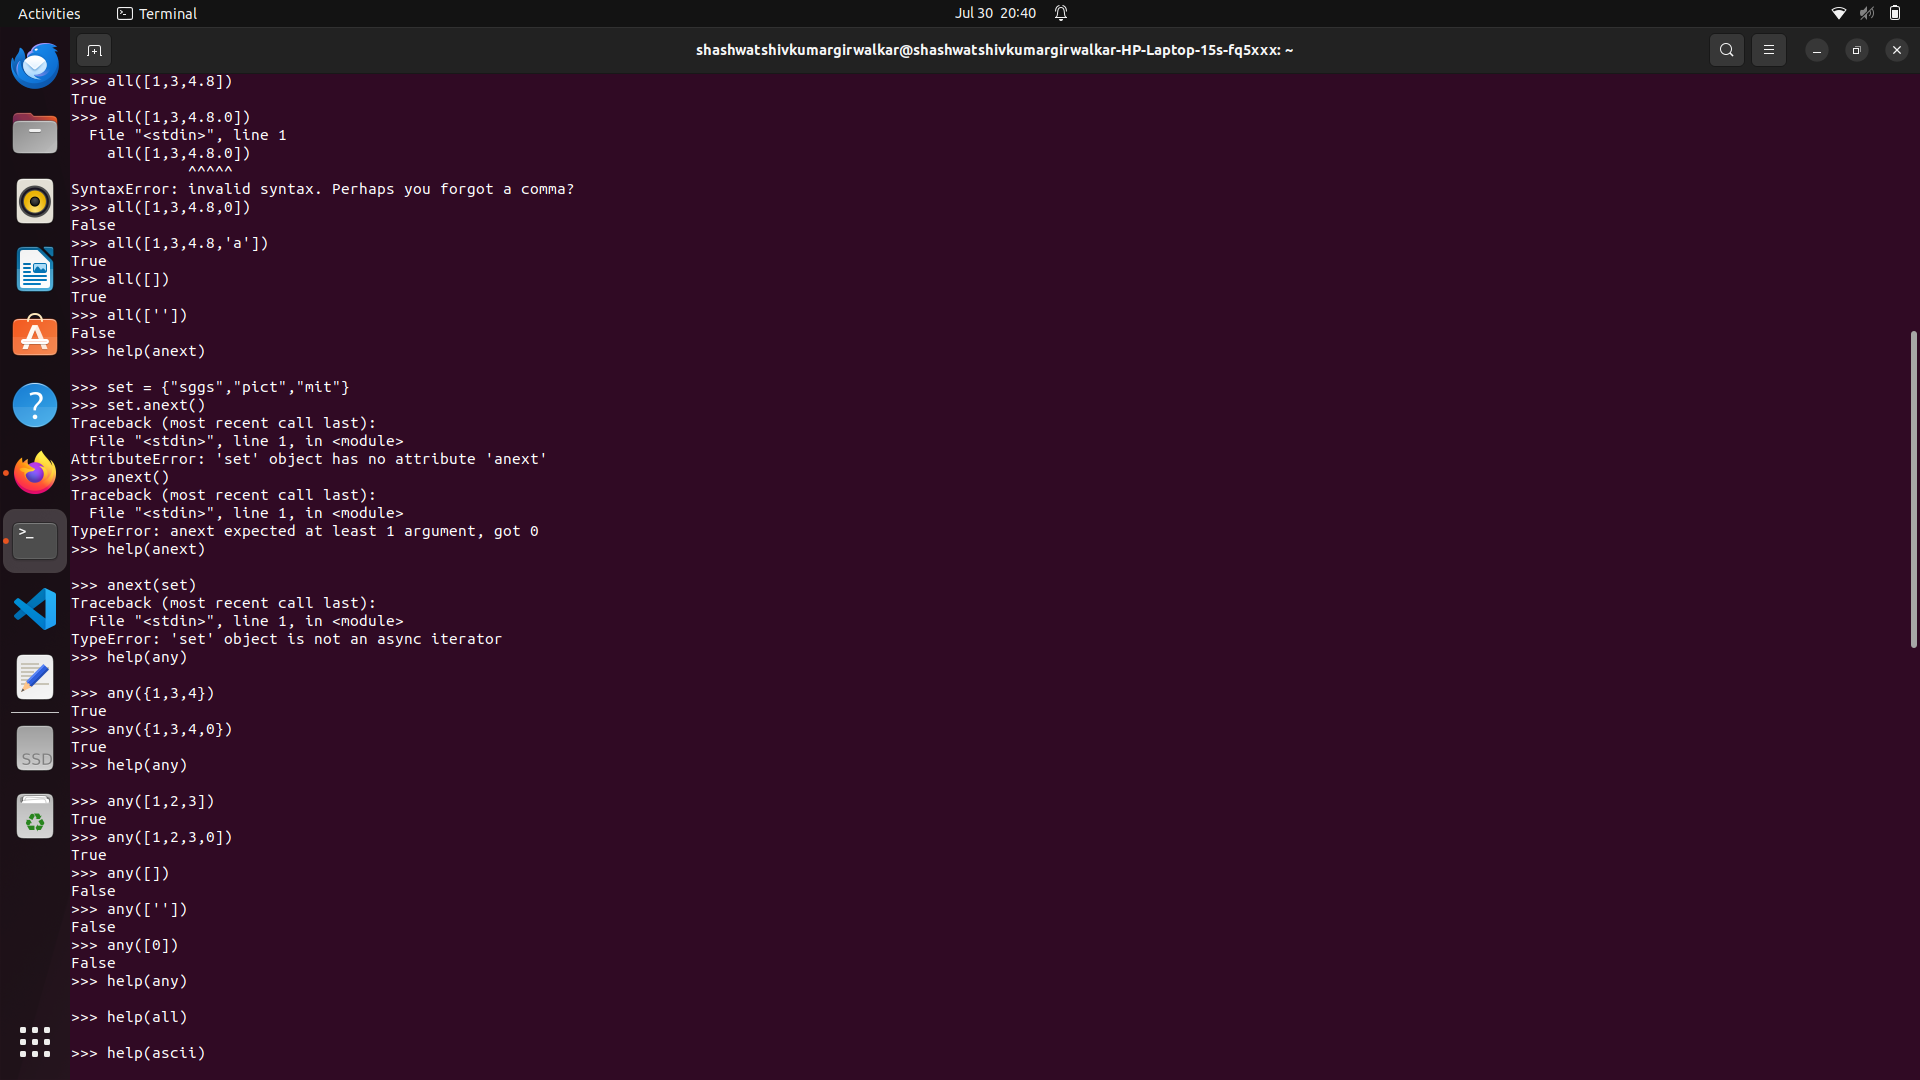 Activities
Terminal
Jul 30 20:40
shashwatshivkumargirwalkar@shashwatshivkumargirwalkar-HP-Laptop-15s-fq5xxx: ~
>>> all([1,3,4.8])
True
>>> all([1,3,4.8.0])
  File "<stdin>", line 1
    all([1,3,4.8.0])
             ^^^^^
SyntaxError: invalid syntax. Perhaps you forgot a comma?
>>> all([1,3,4.8,0])
False
>>> all([1,3,4.8,'a'])
True
>>> all([])
True
>>> all([''])
False
>>> help(anext)

>>> set = {"sggs","pict","mit"}
>>> set.anext()
Traceback (most recent call last):
  File "<stdin>", line 1, in <module>
AttributeError: 'set' object has no attribute 'anext'
>>> anext()
Traceback (most recent call last):
  File "<stdin>", line 1, in <module>
TypeError: anext expected at least 1 argument, got 0
>>> help(anext)

>>> anext(set)
Traceback (most recent call last):
  File "<stdin>", line 1, in <module>
TypeError: 'set' object is not an async iterator
>>> help(any)

>>> any({1,3,4})
True
>>> any({1,3,4,0})
True
>>> help(any)

>>> any([1,2,3])
True
>>> any([1,2,3,0])
True
>>> any([])
False
>>> any([''])
False
>>> any([0])
False
>>> help(any)

>>> help(all)

>>> help(ascii)
SSD